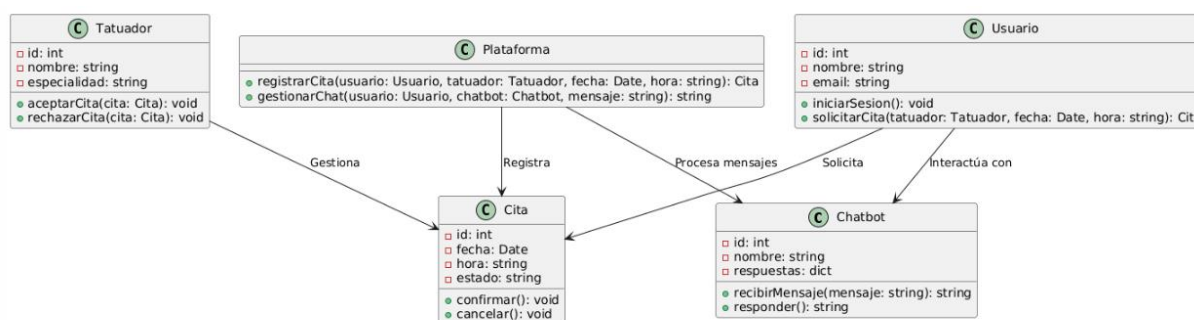 C Tatuador
id: int
nombre: string
especialidad: string
aceptarCita(cita: Cita): void
rechazarCita(cita: Cita): void
C Plataforma
registrarCita(usuario: Usuario, tatuador: Tatuador, fecha: Date, hora: string): Cita
gestionarChat(usuario: Usuario, chatbot: Chatbot, mensaje: string): string
C Usuario
id: int
nombre: string
email: string
iniciarSesion(): void
solicitarCita(tatuador: Tatuador, fecha: Date, hora: string): Cit
Gestiona
Registra
Procesa mensajes
Solicita
Interactúa con
C Cita
id: int
fecha: Date
hora: string
estado: string
confirmar(): void
cancelar(): void
C Chatbot
id: int
nombre: string
respuestas: dict
recibirMensaje(mensaje: string): string
responder(): string